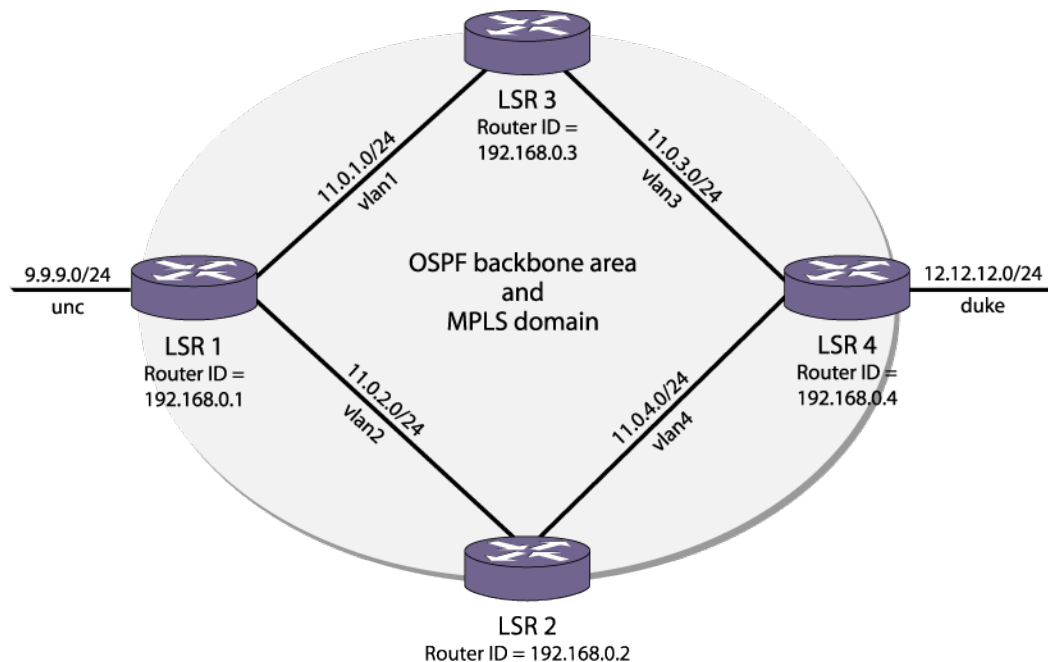 LSR 3
Router ID =
192.168.0.3
11.0.1.0/24
vlan1
11.0.3.0/24
vlan3
9.9.9.0/24
unc
OSPF backbone area
and
MPLS domain
12.12.12.0/24
duke
LSR 1
Router ID =
192.168.0.1
LSR 4
Router ID =
192.168.0.4
11.0.2.0/24
vlan2
11.0.4.0/24
vlan4
LSR 2
Router ID = 192.168.0.2